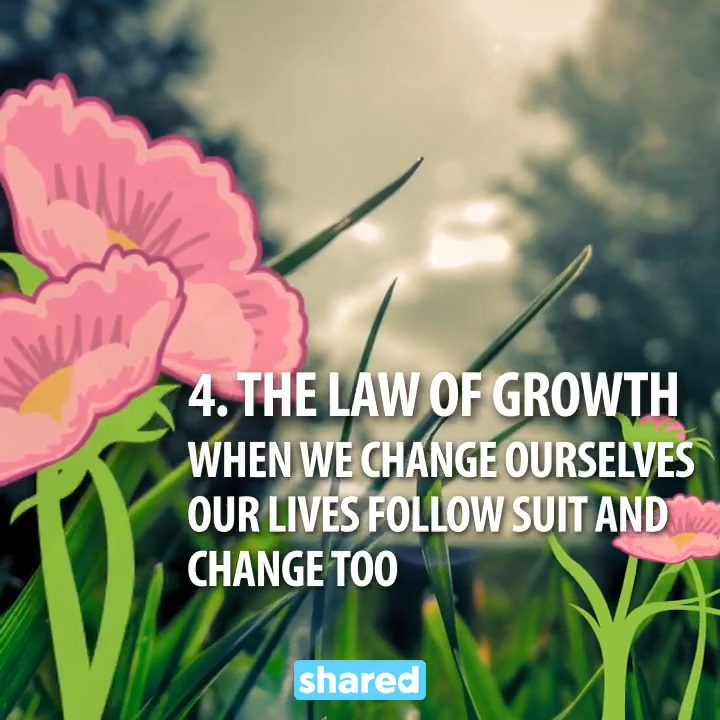 4. THE LAW OF GROWTH
WHEN WE CHANGE OURSELVES
OUR LIVES FOLLOW SUIT AND
CHANGE TOO
shared